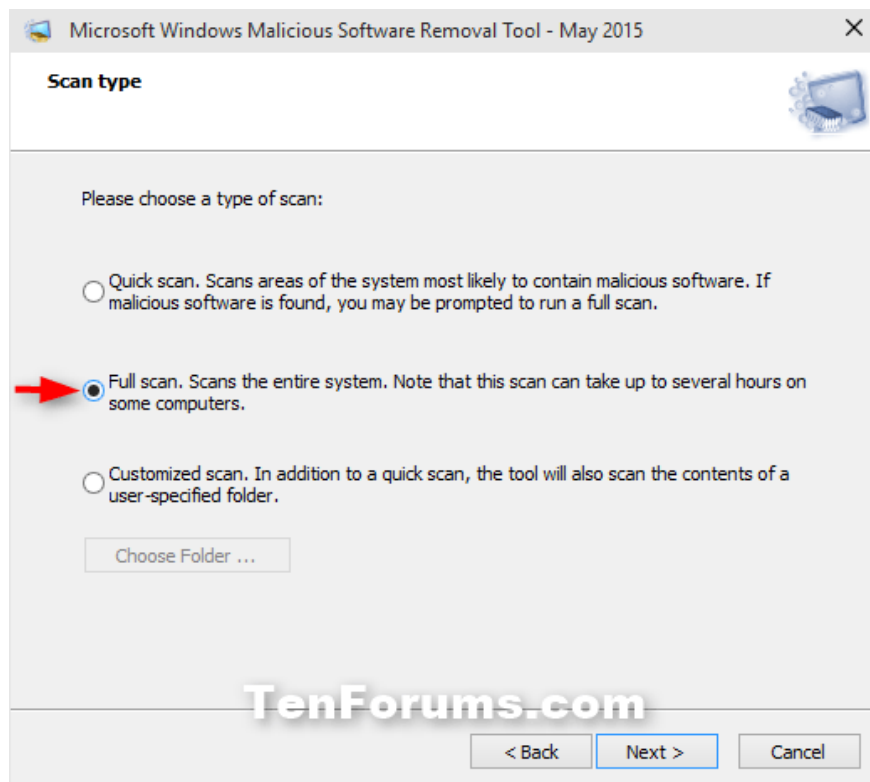 Microsoft Windows Malicious Software Removal Tool - May 2015
Scan type
Please choose a type of scan:
Quick scan. Scans areas of the system most likely to contain malicious software. If
malicious software is found, you may be prompted to run a full scan.
Full scan. Scans the entire system. Note that this scan can take up to several hours on
some computers.
Customized scan. In addition to a quick scan, the tool will also scan the contents of a
user-specified folder.
Choose Folder ...
TenForums.com
< Back
Next >
Cancel